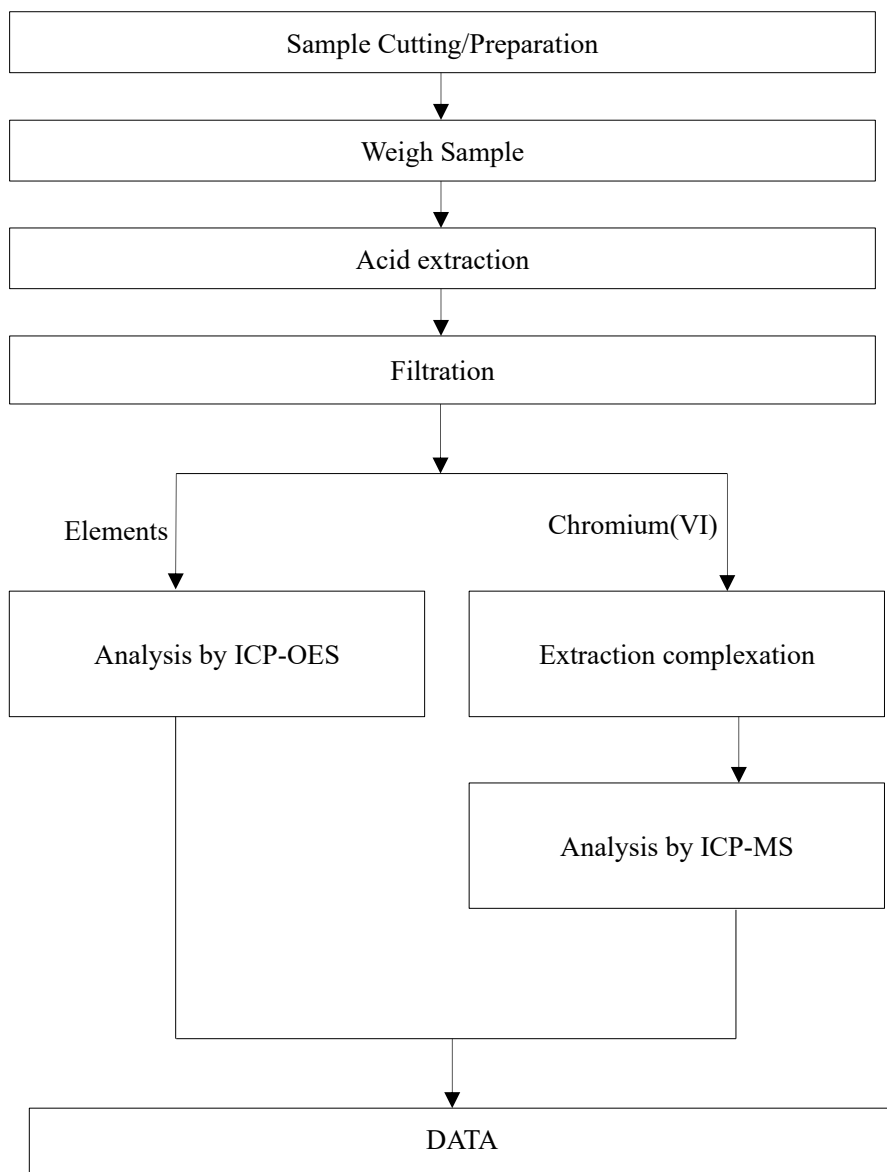 Sample Cutting/Preparation
Weigh Sample
Acid extraction
Filtration
Elements
Chromium(VI)
Analysis by ICP-OES
Extraction complexation
Analysis by ICP-MS
DATA